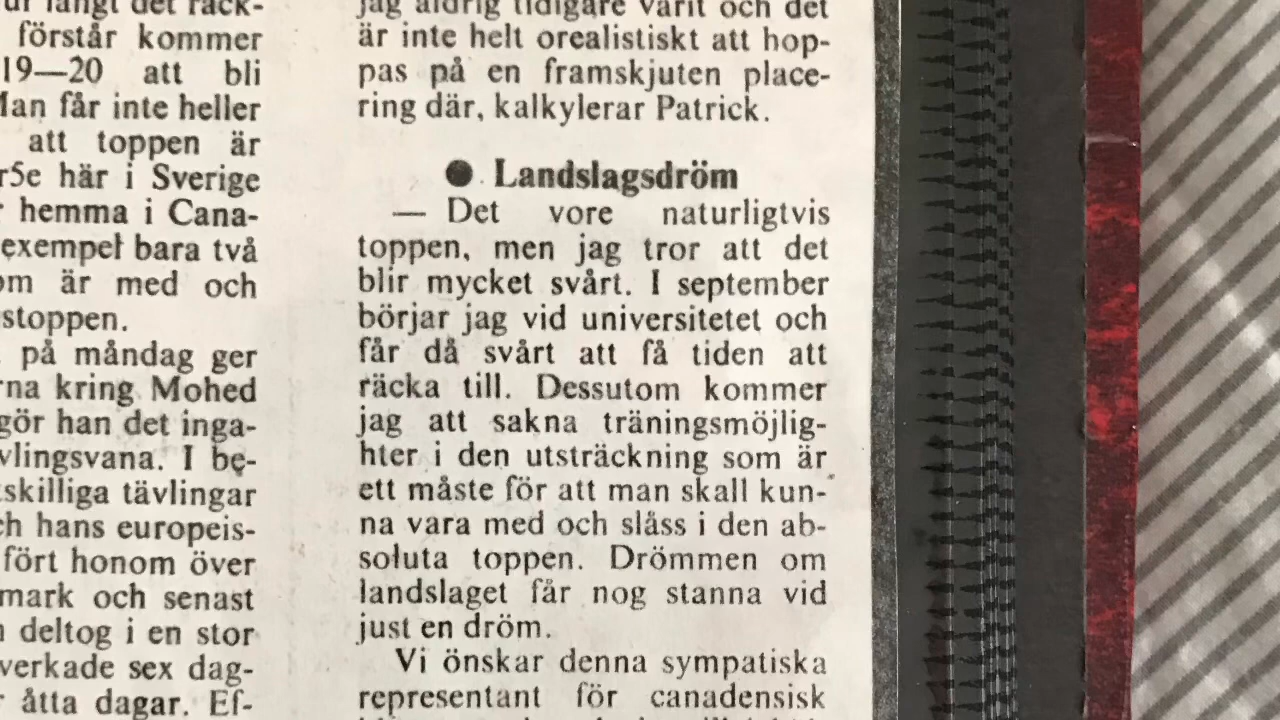 förstår kommer
19—20 att bli
får inte heller
att toppen är
här i Sverige
hemma i Cana-
exempel bara två
är med och
stoppen.
på måndag ger
kring Mohed
gör han det inga-
vlingsvana. I be-
skilliga tävlingar
hans europeis-
fört honom över
mark och senast
deltog i en stor
verkade sex dag-
åtta dagar. Ef-
jag aldrig tidigare varit och det
är inte helt orealistiskt att hop-
pas på en framskjuten place-
ring där, kalkylerar Patrick.
● Landslagsdröm
— Det vore naturligtvis
toppen, men jag tror att det
blir mycket svårt. I september
börjar jag vid universitetet och
får då svårt att få tiden att
räcka till. Dessutom kommer
jag att sakna träningsmöjlig-
hter i den utsträckning som är
ett måste för att man skall kun-
na vara med och slåss i den ab-
soluta toppen. Drömmen om
landslaget får nog stanna vid
just en dröm.
Vi önskar denna sympatiska
representant för canadensisk